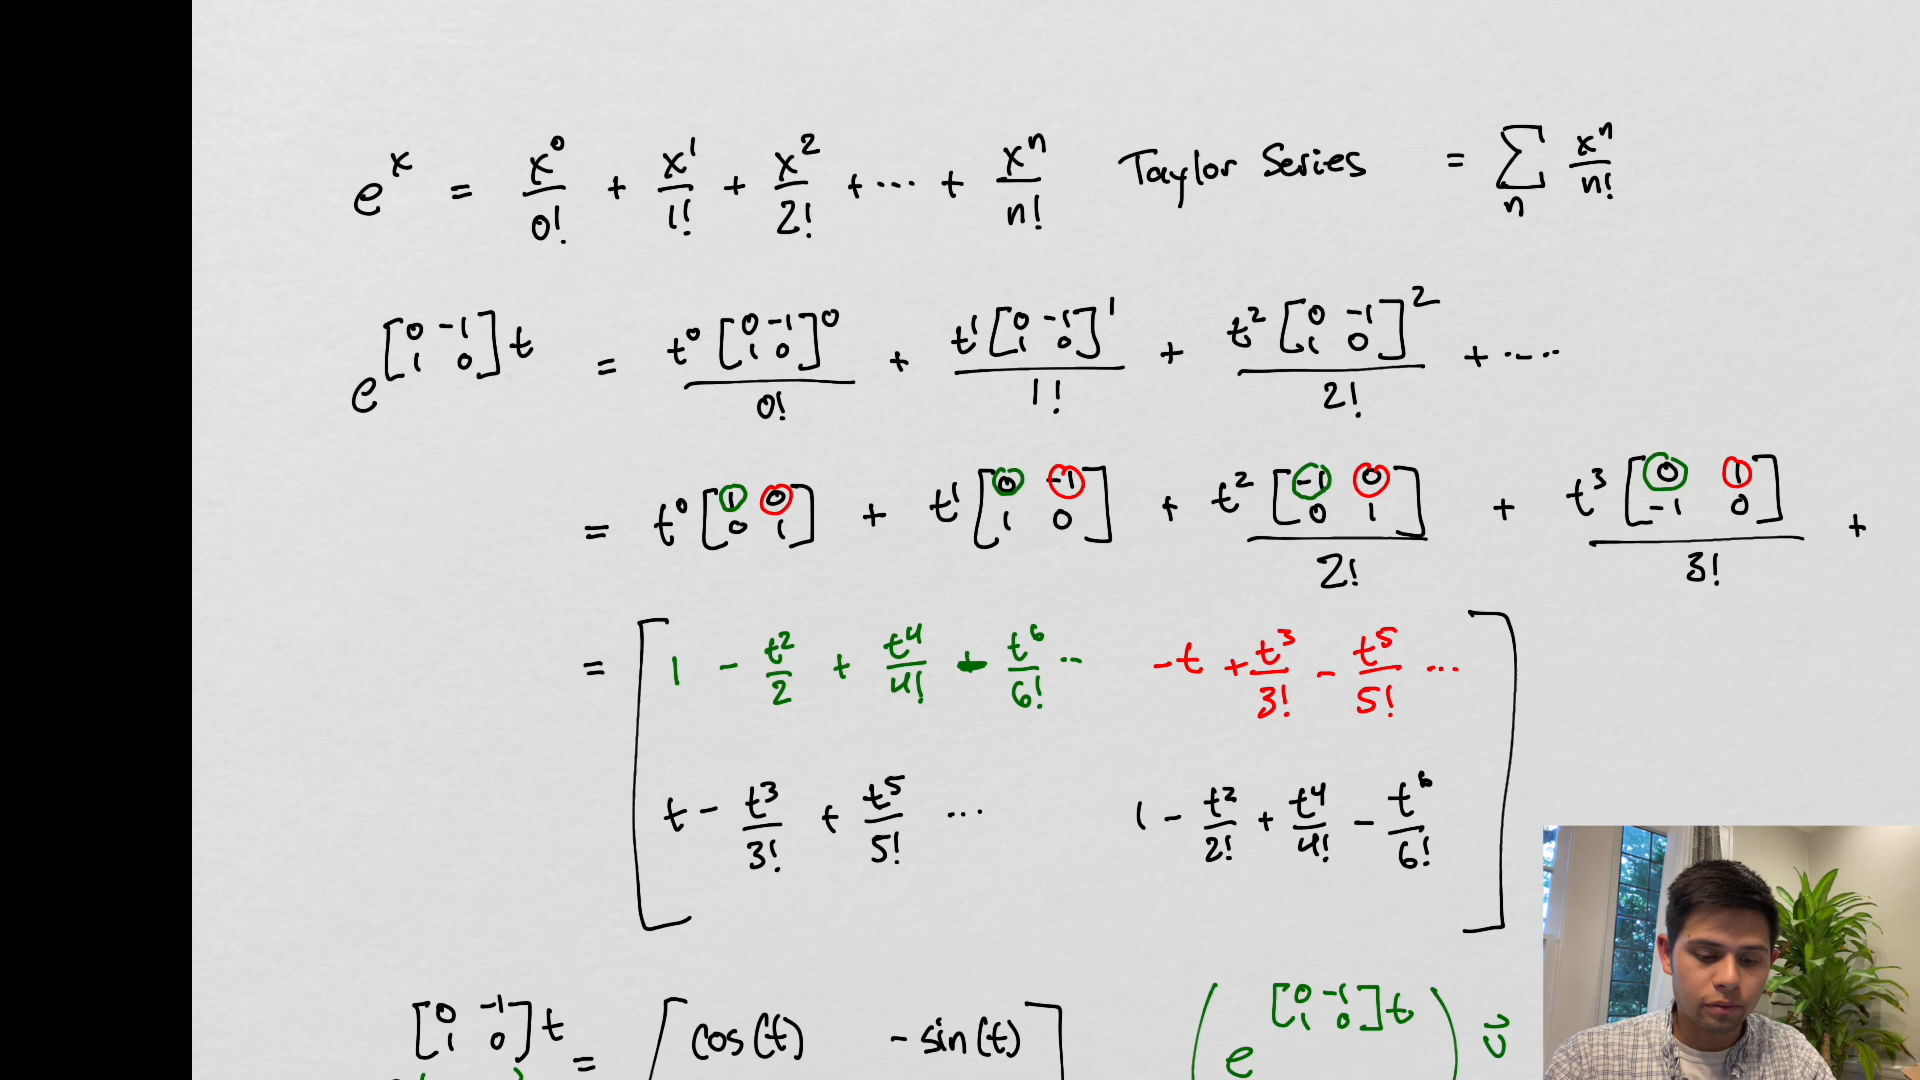 e^x = x^0/0! + x^1/1! + x^2/2! + ... + x^n/n! Taylor Series = Σ_n x^n/n!
e^([0 -1; 1 0]t) = t^0[0 -1; 1 0]^0/0! + t^1[0 -1; 1 0]^1/1! + t^2[0 -1; 1 0]^2/2! + ....
= t^0[1 0; 0 1] + t^1[0 -1; 1 0] + t^2[-1 0; 0 1]/2! + t^3[0 1; -1 0]/3! +
= [1 - t^2/2 + t^4/4! - t^6/6! .. -t + t^3/3! - t^5/5! ...
t - t^3/3! + t^5/5! ... 1 - t^2/2! + t^4/4! - t^6/6!]
[0 -1; 1 0]t = [cos(t) -sin(t)] (e^([0 -1; 1 0]t))